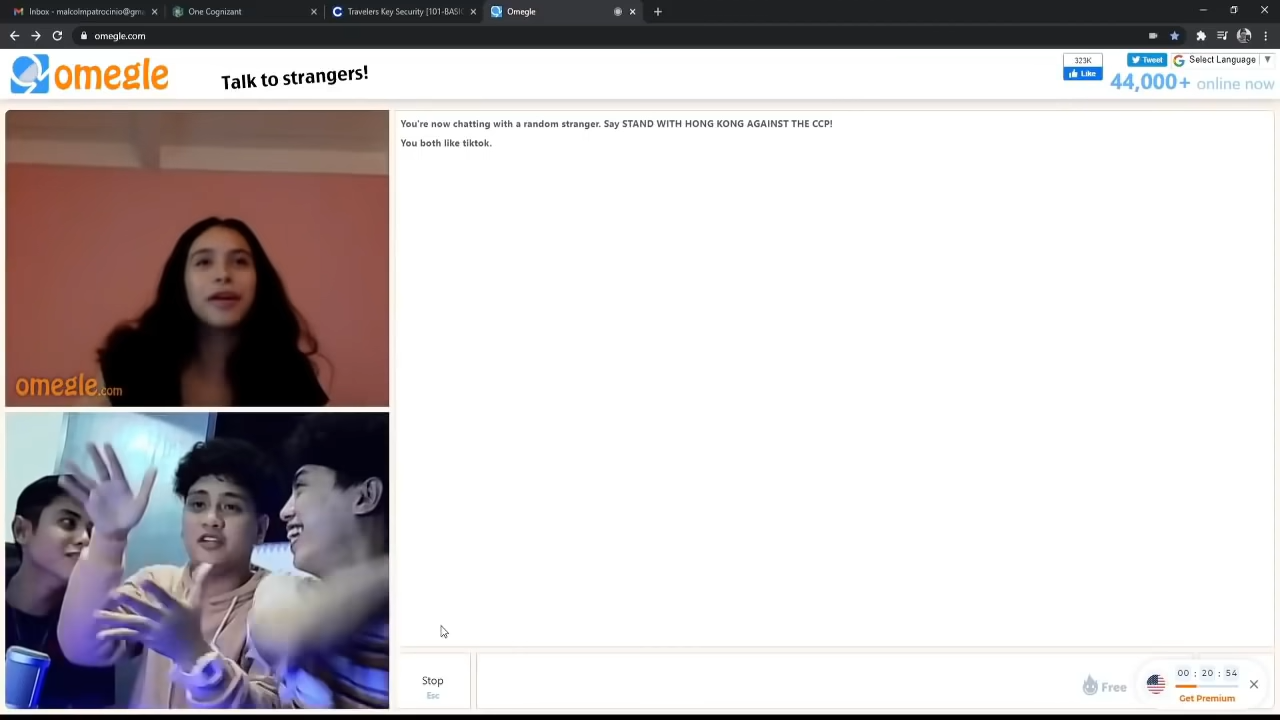 Inbox - malcolmpatrocinio@gma
One Cognizant
Travelers Key Security [101-BASI
Omegle
omegle.com
omegle
Talk to strangers!
323K
Like
Tweet
Select Language
44,000+ online now
You're now chatting with a random stranger. Say STAND WITH HONG KONG AGAINST THE CCP!
You both like tiktok.
omegle.com
Stop
Esc
Free
00 : 20 : 54
Get Premium